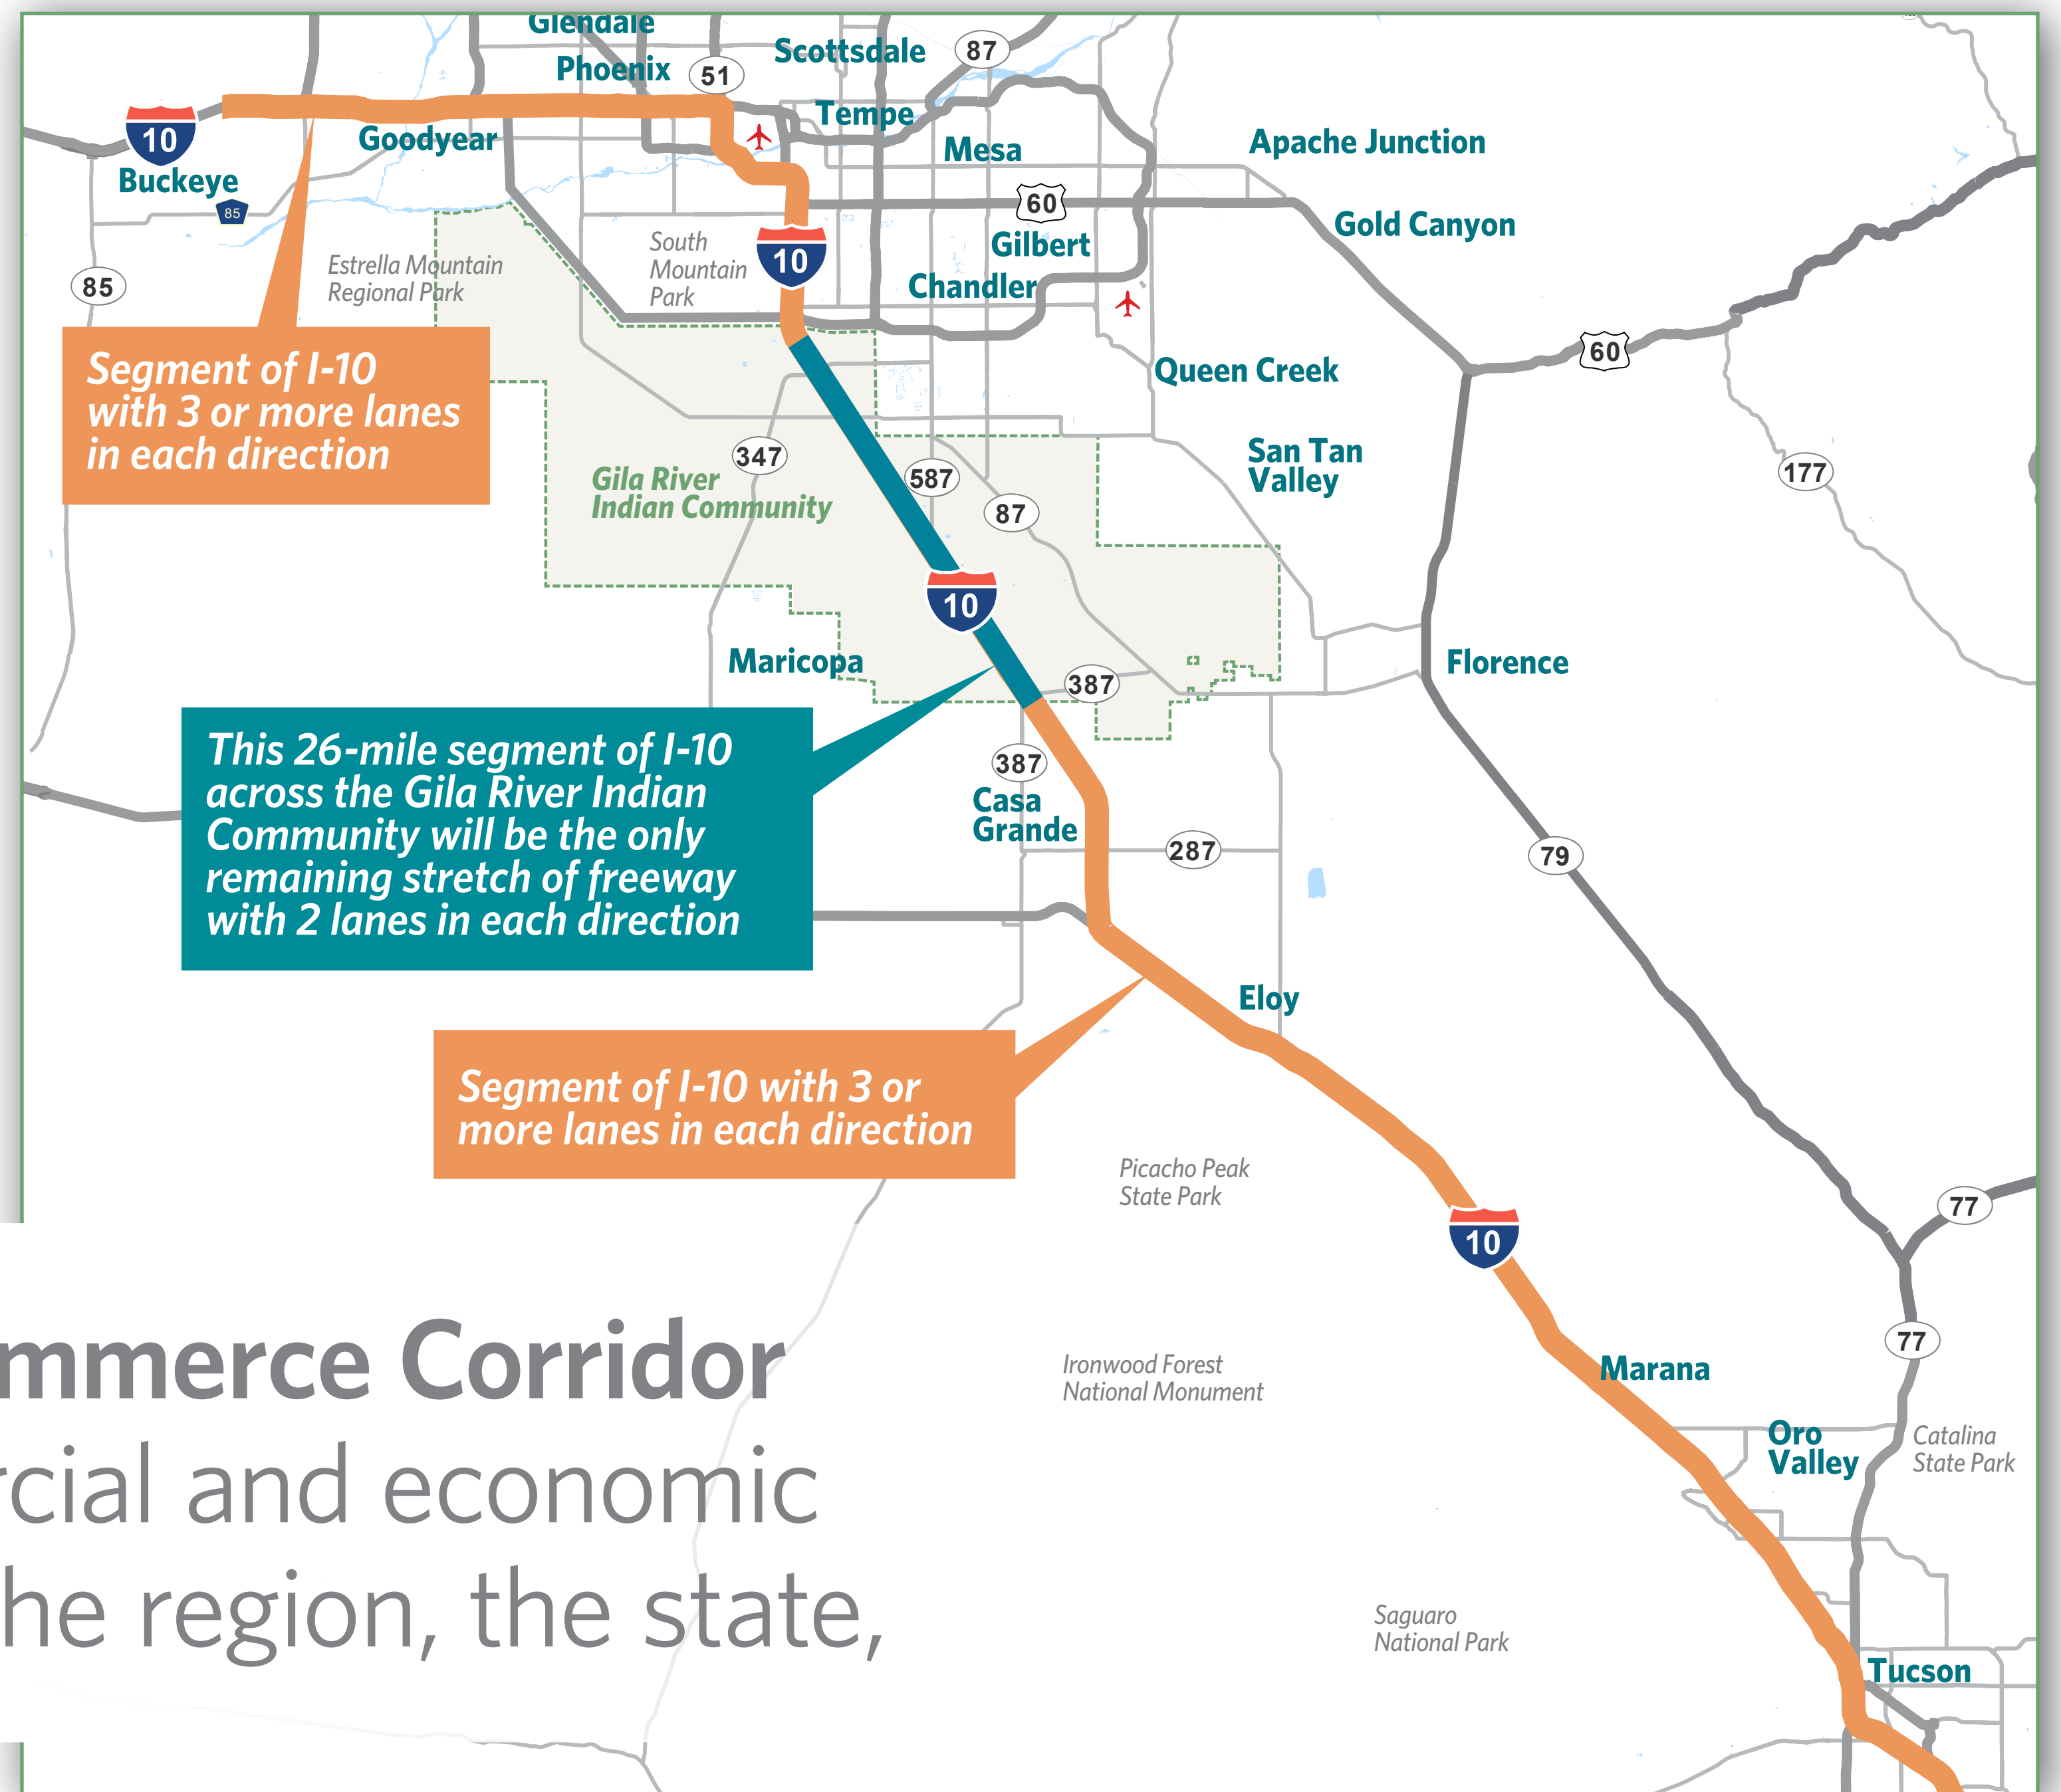 Glendale
Phoenix
51
Scottsdale
87
10
Goodyear
Tempe
Mesa
Apache Junction
Buckeye
85
60
Gold Canyon
85
Estrella Mountain
Regional Park
South
Mountain
Park
10
Gilbert
Chandler
60
Segment of I-10
with 3 or more lanes
in each direction
Queen Creek
347
Gila River
Indian Community
587
87
San Tan
Valley
177
10
Maricopa
387
Florence
This 26-mile segment of I-10
across the Gila River Indian
Community will be the only
remaining stretch of freeway
with 2 lanes in each direction
387
Casa
Grande
287
79
Eloy
Segment of I-10 with 3 or
more lanes in each direction
Picacho Peak
State Park
10
77
77
mmerce Corridor
Ironwood Forest
National Monument
Marana
Oro
Valley
Catalina
State Park
rcial and economic
he region, the state,
Saguaro
National Park
Tucson